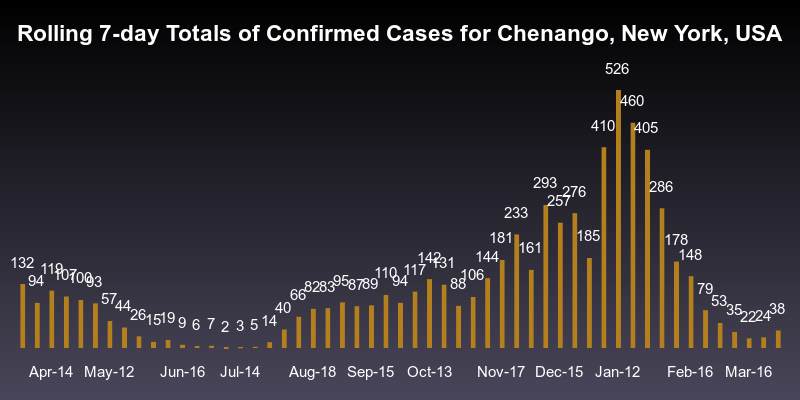 Rolling 7-day Totals of Confirmed Cases for Chenango, New York, USA
132 94 119 107 100 93 57 44 26 15 19 9 6 7 2 3 5 14 40 66 82 83 95 87 89 110 94 117 142 131 88 106 144 181 233 161 293 257 276 185 410 526 460 405 286 178 148 79 53 35 22 24 38
Apr-14 May-12 Jun-16 Jul-14 Aug-18 Sep-15 Oct-13 Nov-17 Dec-15 Jan-12 Feb-16 Mar-16